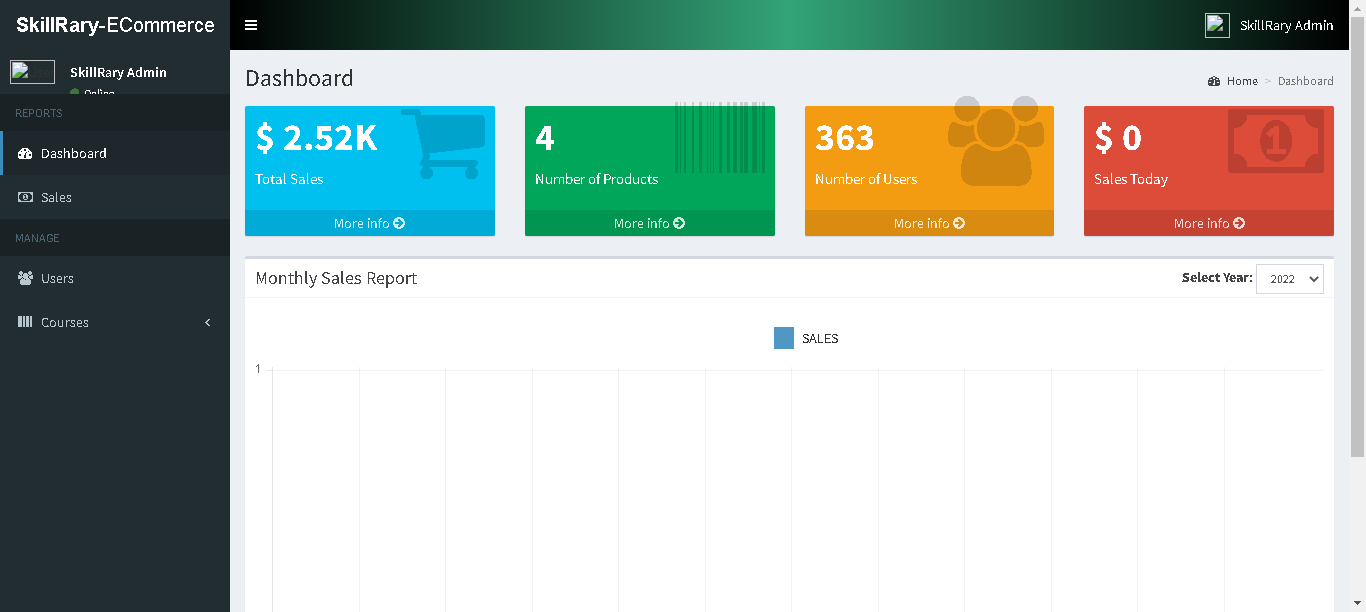 SkillRary-ECommerce
SkillRary Admin
SkillRary Admin
Online
REPORTS
Dashboard
Sales
MANAGE
Users
Courses
Dashboard
Home > Dashboard
$ 2.52K
Total Sales
More info
4
Number of Products
More info
363
Number of Users
More info
$ 0
Sales Today
More info
Monthly Sales Report
Select Year: 2022
SALES
1